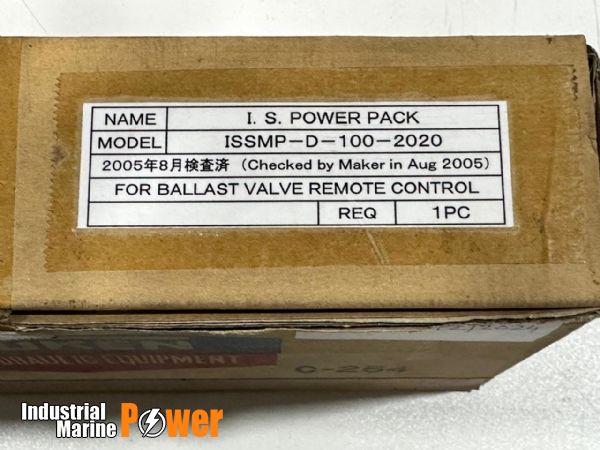 NAME I. S. POWER PACK
MODEL ISSMP-D-100-2020
2005年8月検査済 (Checked by Maker in Aug 2005)
FOR BALLAST VALVE REMOTE CONTROL
REQ 1PC
EQUIPMENT
C-254
Industrial
Marine Power